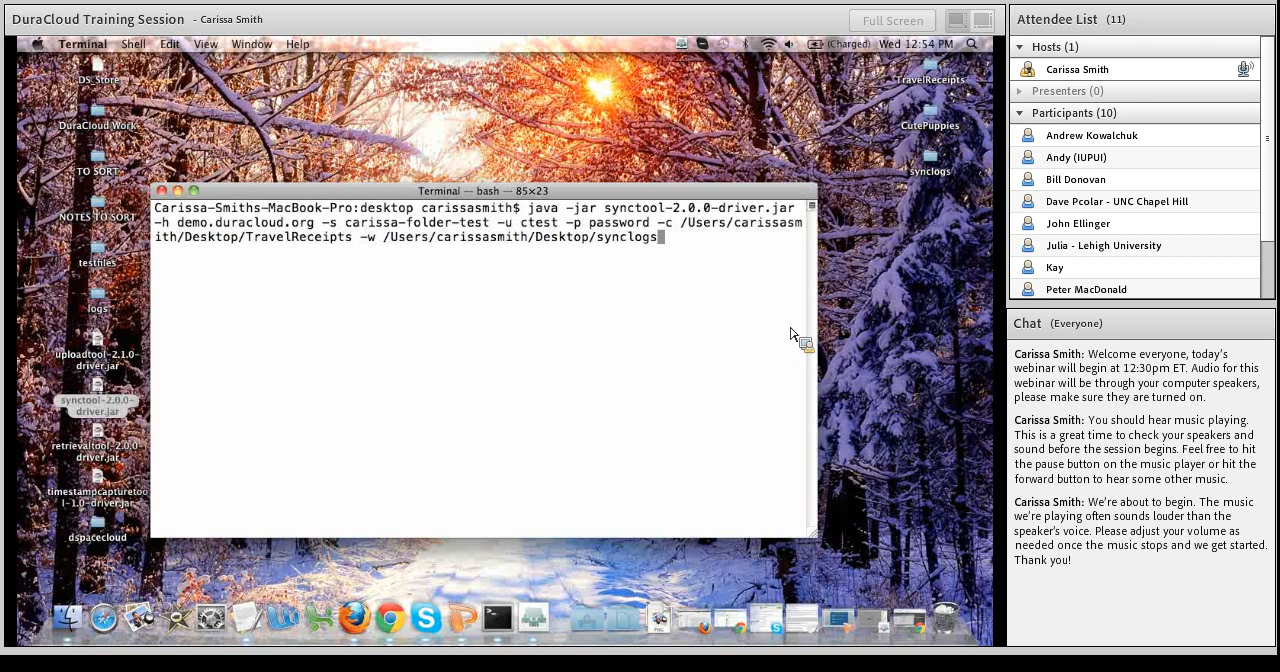 DuraCloud Training Session - Carissa Smith
Full Screen
Terminal Shell Edit View Window Help
(Charged) Wed 12:54 PM
DS_Store
DuraCloud Work
TO SORT
NOTES TO SORT
testfiles
logs
uploadtool-2.1.0-
driver.jar
synctool-2.0.0-
driver.jar
retrievaltool-2.0.0-
driver.jar
timestampcapturetoo
l-1.0-driver.jar
dspacecloud
TravelReceipts
CutePuppies
synclogs
Terminal — bash — 85×23
Carissa-Smiths-MacBook-Pro:desktop carissasmith$ java -jar synctool-2.0.0-driver.jar
-h demo.duracloud.org -s carissa-folder-test -u ctest -p password -c /Users/carissasm
ith/Desktop/TravelReceipts -w /Users/carissasmith/Desktop/synclogs
Attendee List (11)
Hosts (1)
Carissa Smith
Presenters (0)
Participants (10)
Andrew Kowalchuk
Andy (IUPUI)
Bill Donovan
Dave Pcolar - UNC Chapel Hill
John Ellinger
Julia - Lehigh University
Kay
Peter MacDonald
Chat (Everyone)
Carissa Smith: Welcome everyone, today's
webinar will begin at 12:30pm ET. Audio for this
webinar will be through your computer speakers,
please make sure they are turned on.
Carissa Smith: You should hear music playing.
This is a great time to check your speakers and
sound before the session begins. Feel free to hit
the pause button on the music player or hit the
forward button to hear some other music.
Carissa Smith: We're about to begin. The music
we're playing often sounds louder than the
speaker's voice. Please adjust your volume as
needed once the music stops and we get started.
Thank you!